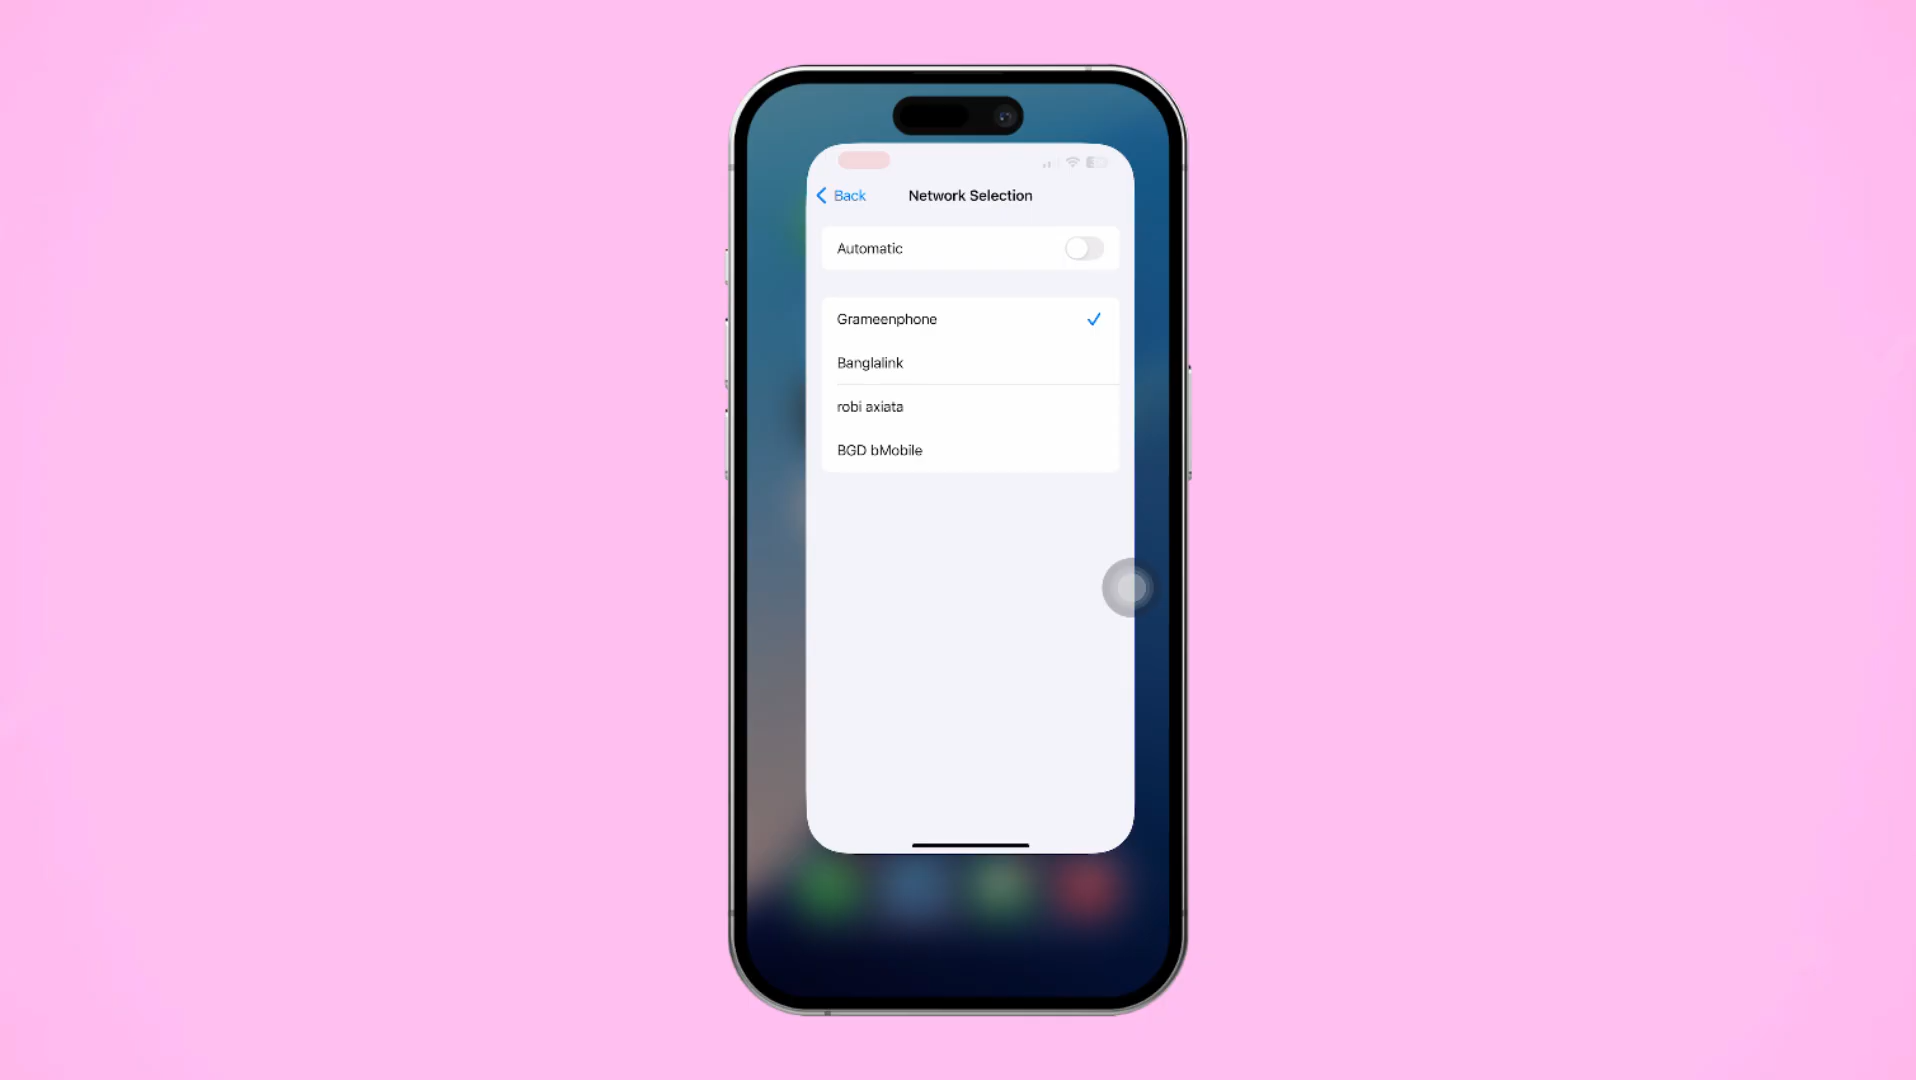 Back
Network Selection
Automatic
Grameenphone
Banglalink
robi axiata
BGD bMobile